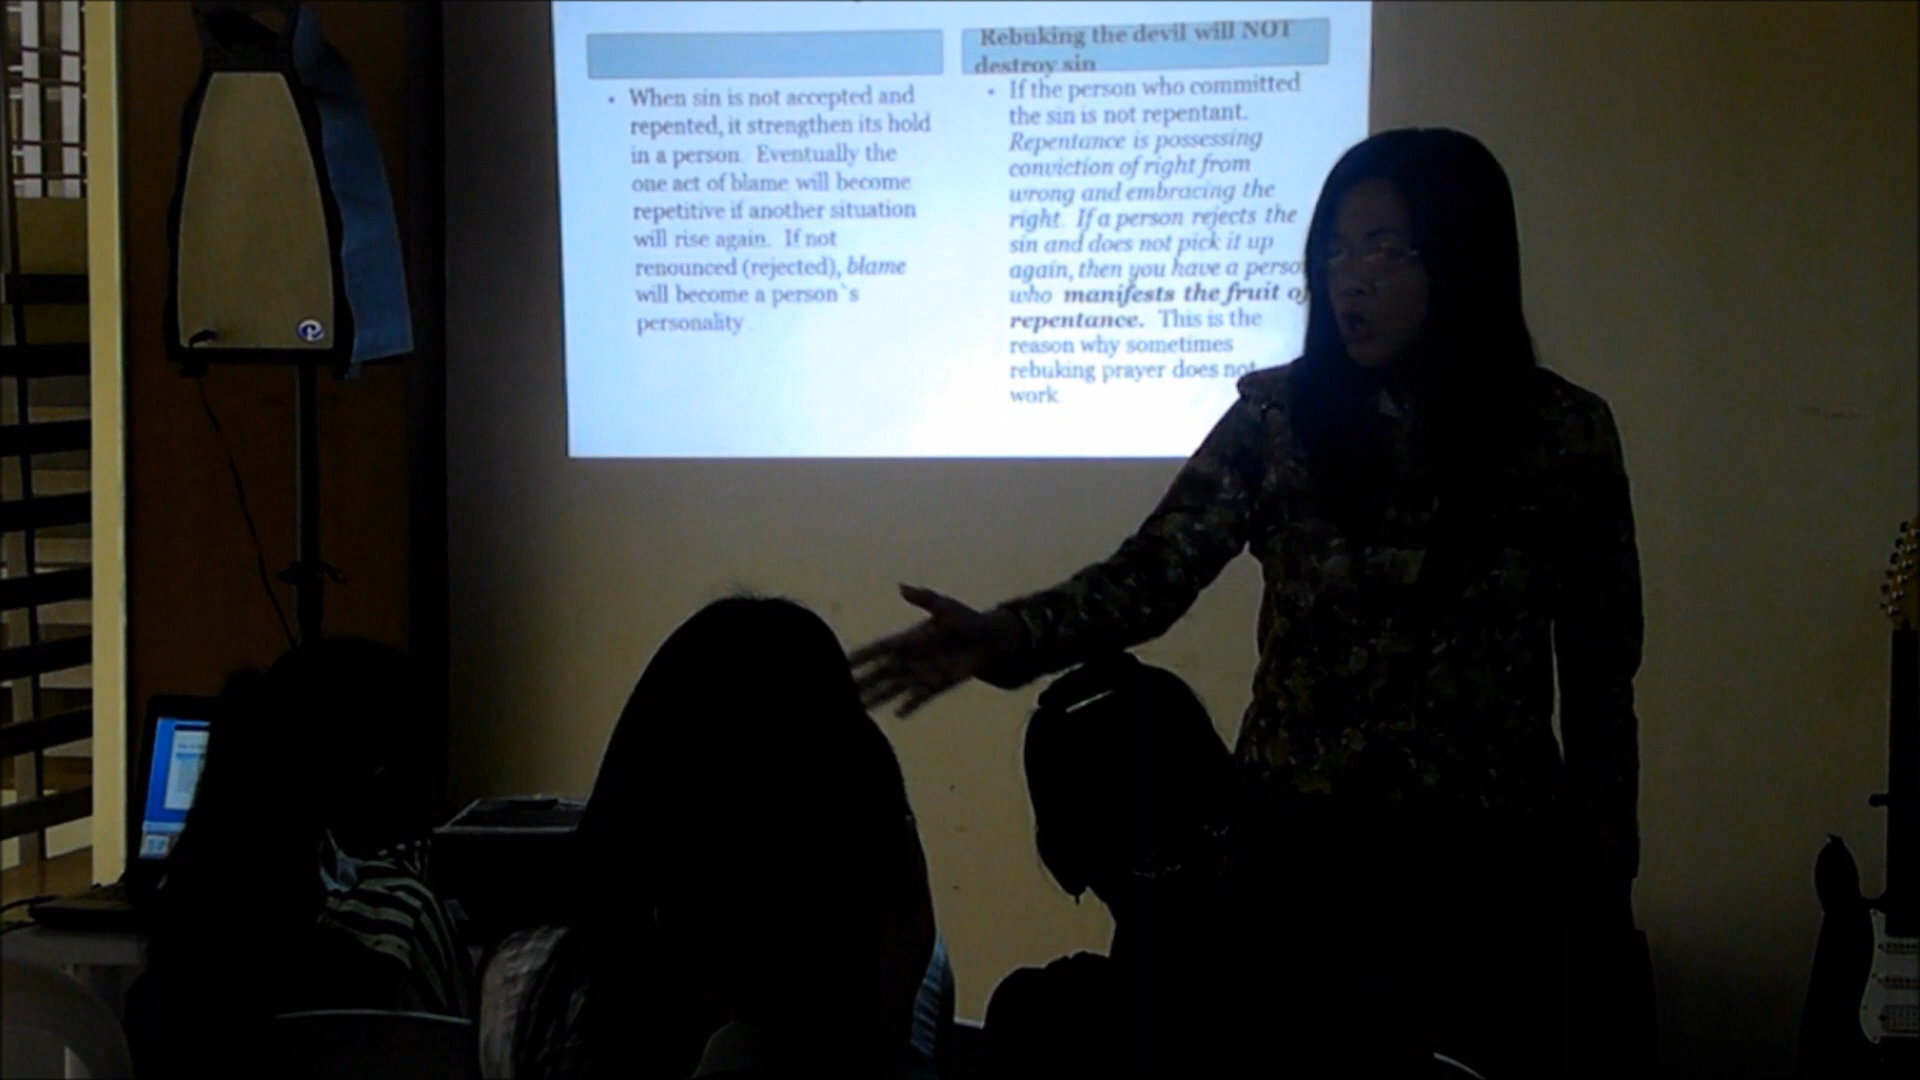 When sin is not accepted and
repented, it strengthen its hold
in a person. Eventually the
one act of blame will become
repetitive if another situation
will rise again. If not
renounced (rejected), blame
will become a person`s
personality.
Rebuking the devil will NOT
destroy sin
If the person who committed
the sin is not repentant.
Repentance is possessing
conviction of right from
wrong and embracing the
right. If a person rejects the
sin and does not pick it up
again, then you have a
who manifests the fruit
repentance. This is the
reason why sometimes
rebuking prayer does not
work.